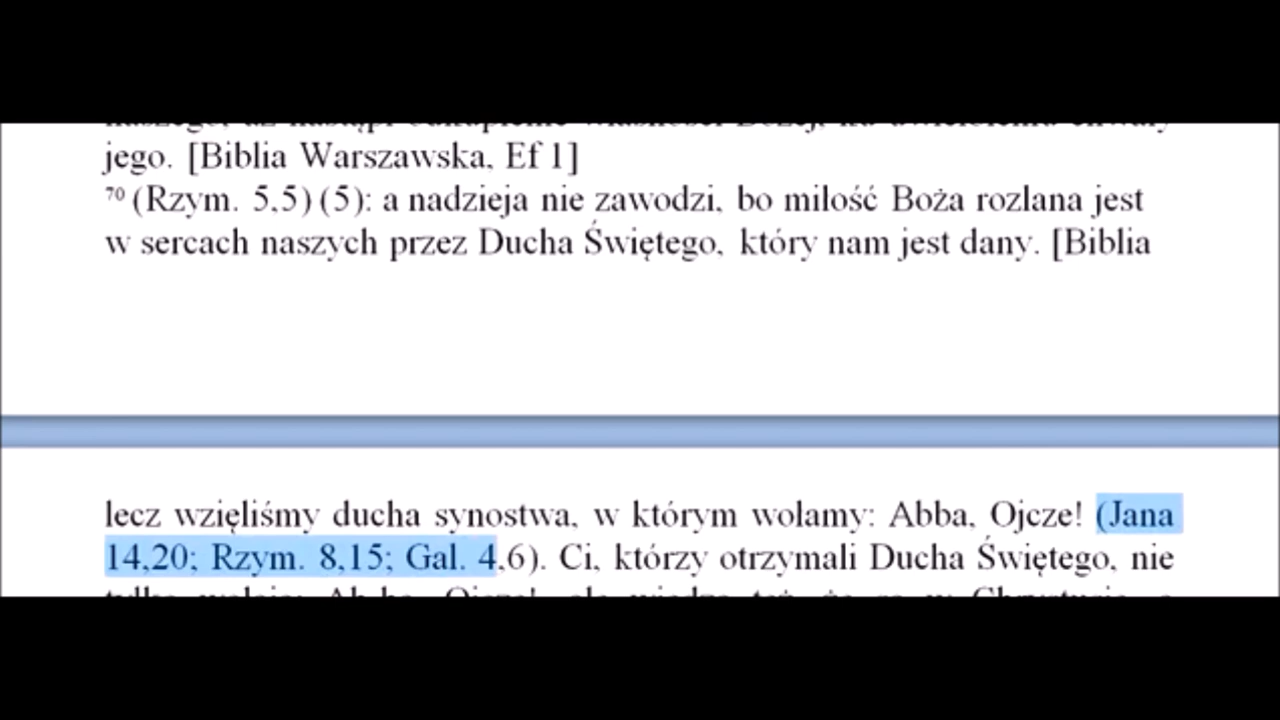 jego. [Biblia Warszawska, Ef 1]
70 (Rzym. 5,5) (5): a nadzieja nie zawodzi, bo miłość Boża rozlana jest
w sercach naszych przez Ducha Świętego, który nam jest dany. [Biblia
lecz wzięliśmy ducha synostwa, w którym wołamy: Abba, Ojcze! (Jana
14,20; Rzym. 8,15; Gal. 4,6). Ci, którzy otrzymali Ducha Świętego, nie